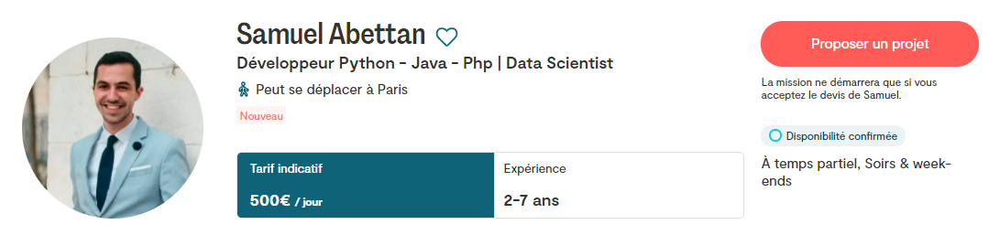 Samuel Abettan
Développeur Python - Java - Php | Data Scientist
Peut se déplacer à Paris
Nouveau
Tarif indicatif
500€ / jour
Expérience
2-7 ans
Proposer un projet
La mission ne démarrera que si vous
acceptez le devis de Samuel.
Disponibilité confirmée
À temps partiel, Soirs & week-
ends